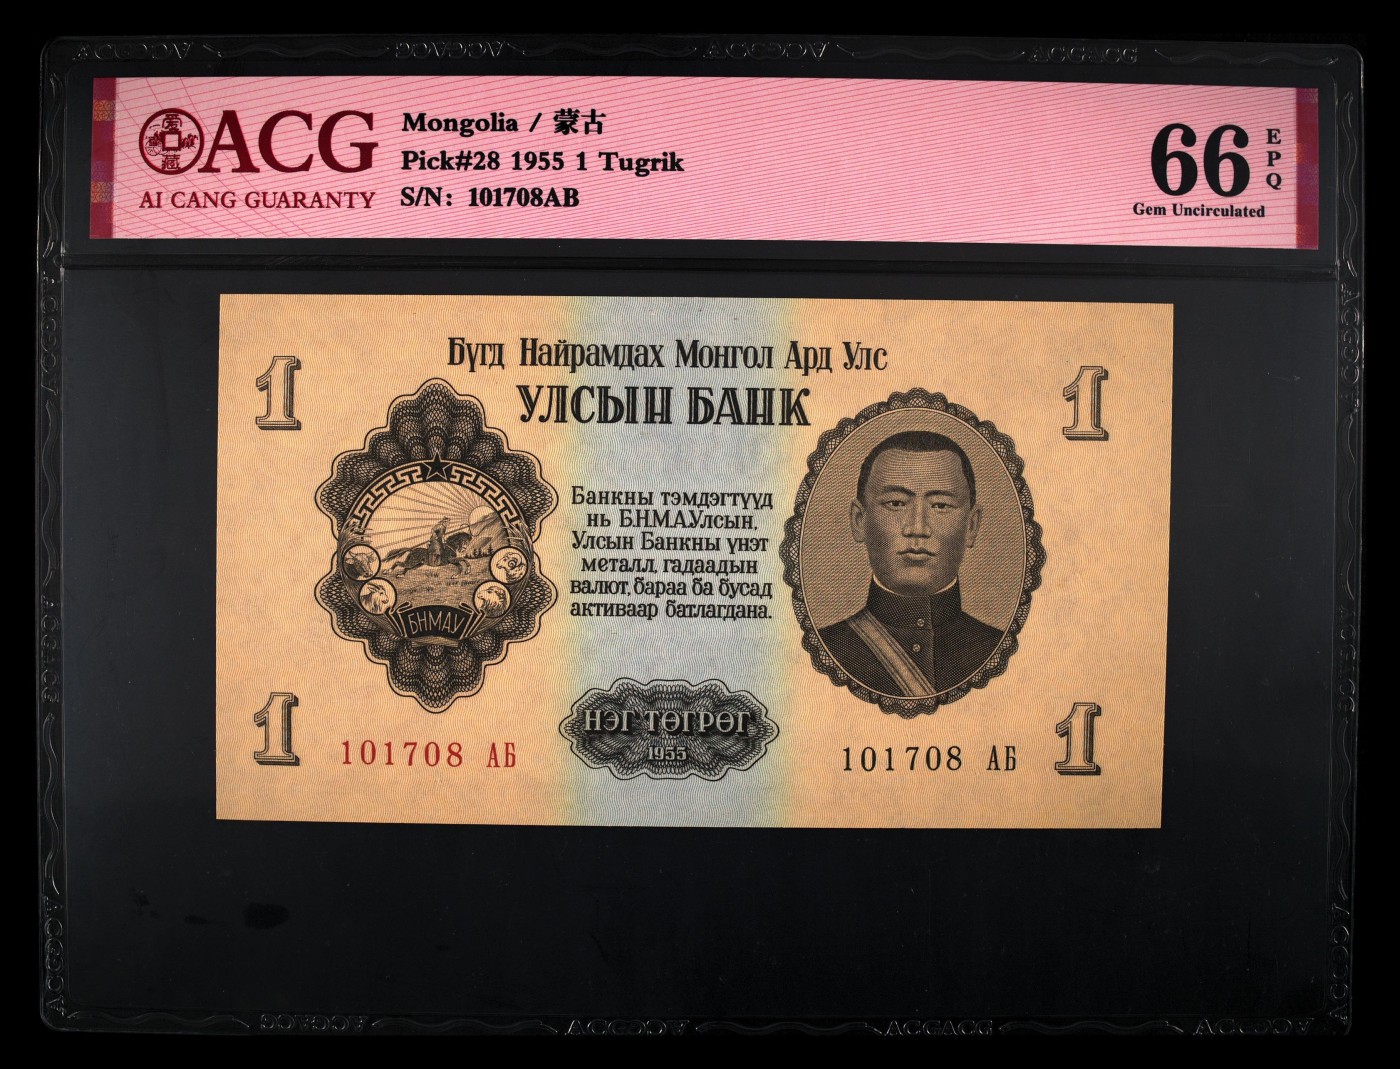 ACG
AI CANG GUARANTY
Mongolia / 蒙古
Pick#28 1955 1 Tugrik
S/N: 101708AB
66
EPQ
Gem Uncirculated
Бүгд Найрамдах Монгол Ард Улс
УЛСЫН БАНК
1
1
Банкны тэмдэгтүүд
нь Б.Н.М.А.Улсын,
Улсын Банкны үнэт
металл, гадаадын
валют, бараа ба бусад
активаар батлагдана.
БНМАУ
НЭГ ТӨГРӨГ
1955
1
101708 АБ
101708 АБ
1